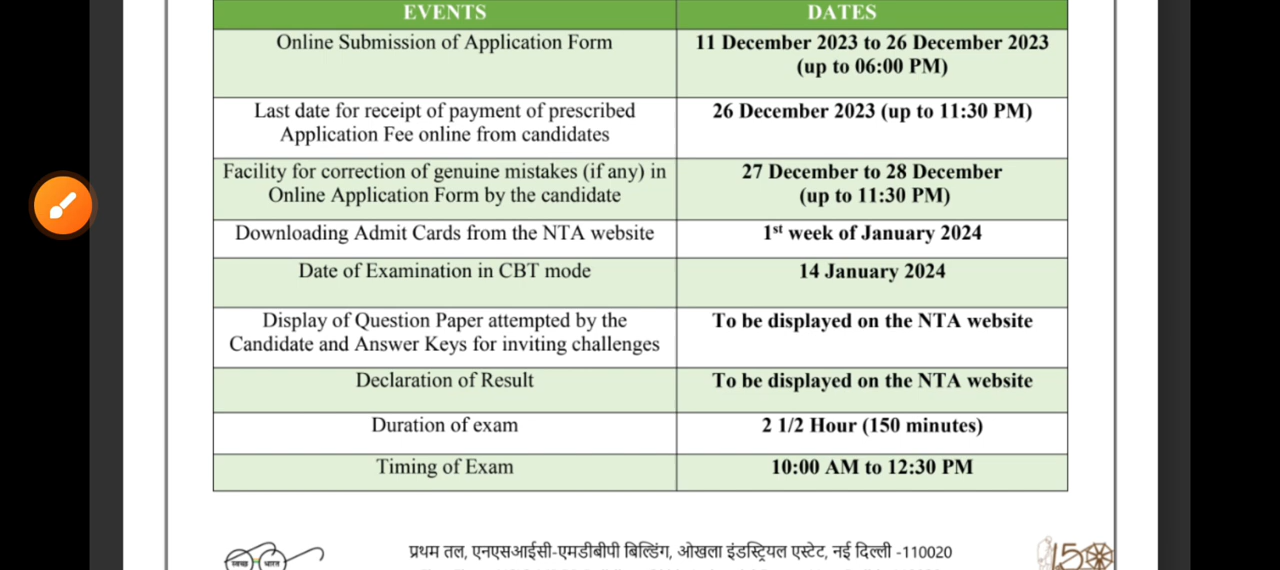 EVENTS DATES
Online Submission of Application Form 11 December 2023 to 26 December 2023
(up to 06:00 PM)
Last date for receipt of payment of prescribed 26 December 2023 (up to 11:30 PM)
Application Fee online from candidates
Facility for correction of genuine mistakes (if any) in 27 December to 28 December
Online Application Form by the candidate (up to 11:30 PM)
Downloading Admit Cards from the NTA website 1st week of January 2024
Date of Examination in CBT mode 14 January 2024
Display of Question Paper attempted by the To be displayed on the NTA website
Candidate and Answer Keys for inviting challenges
Declaration of Result To be displayed on the NTA website
Duration of exam 2 1/2 Hour (150 minutes)
Timing of Exam 10:00 AM to 12:30 PM
प्रथम तल, एनएसआईसी-एमडीबीपी बिल्डिंग, ओखला इंडस्ट्रियल एस्टेट, नई दिल्ली -110020
स्वच्छ भारत
150